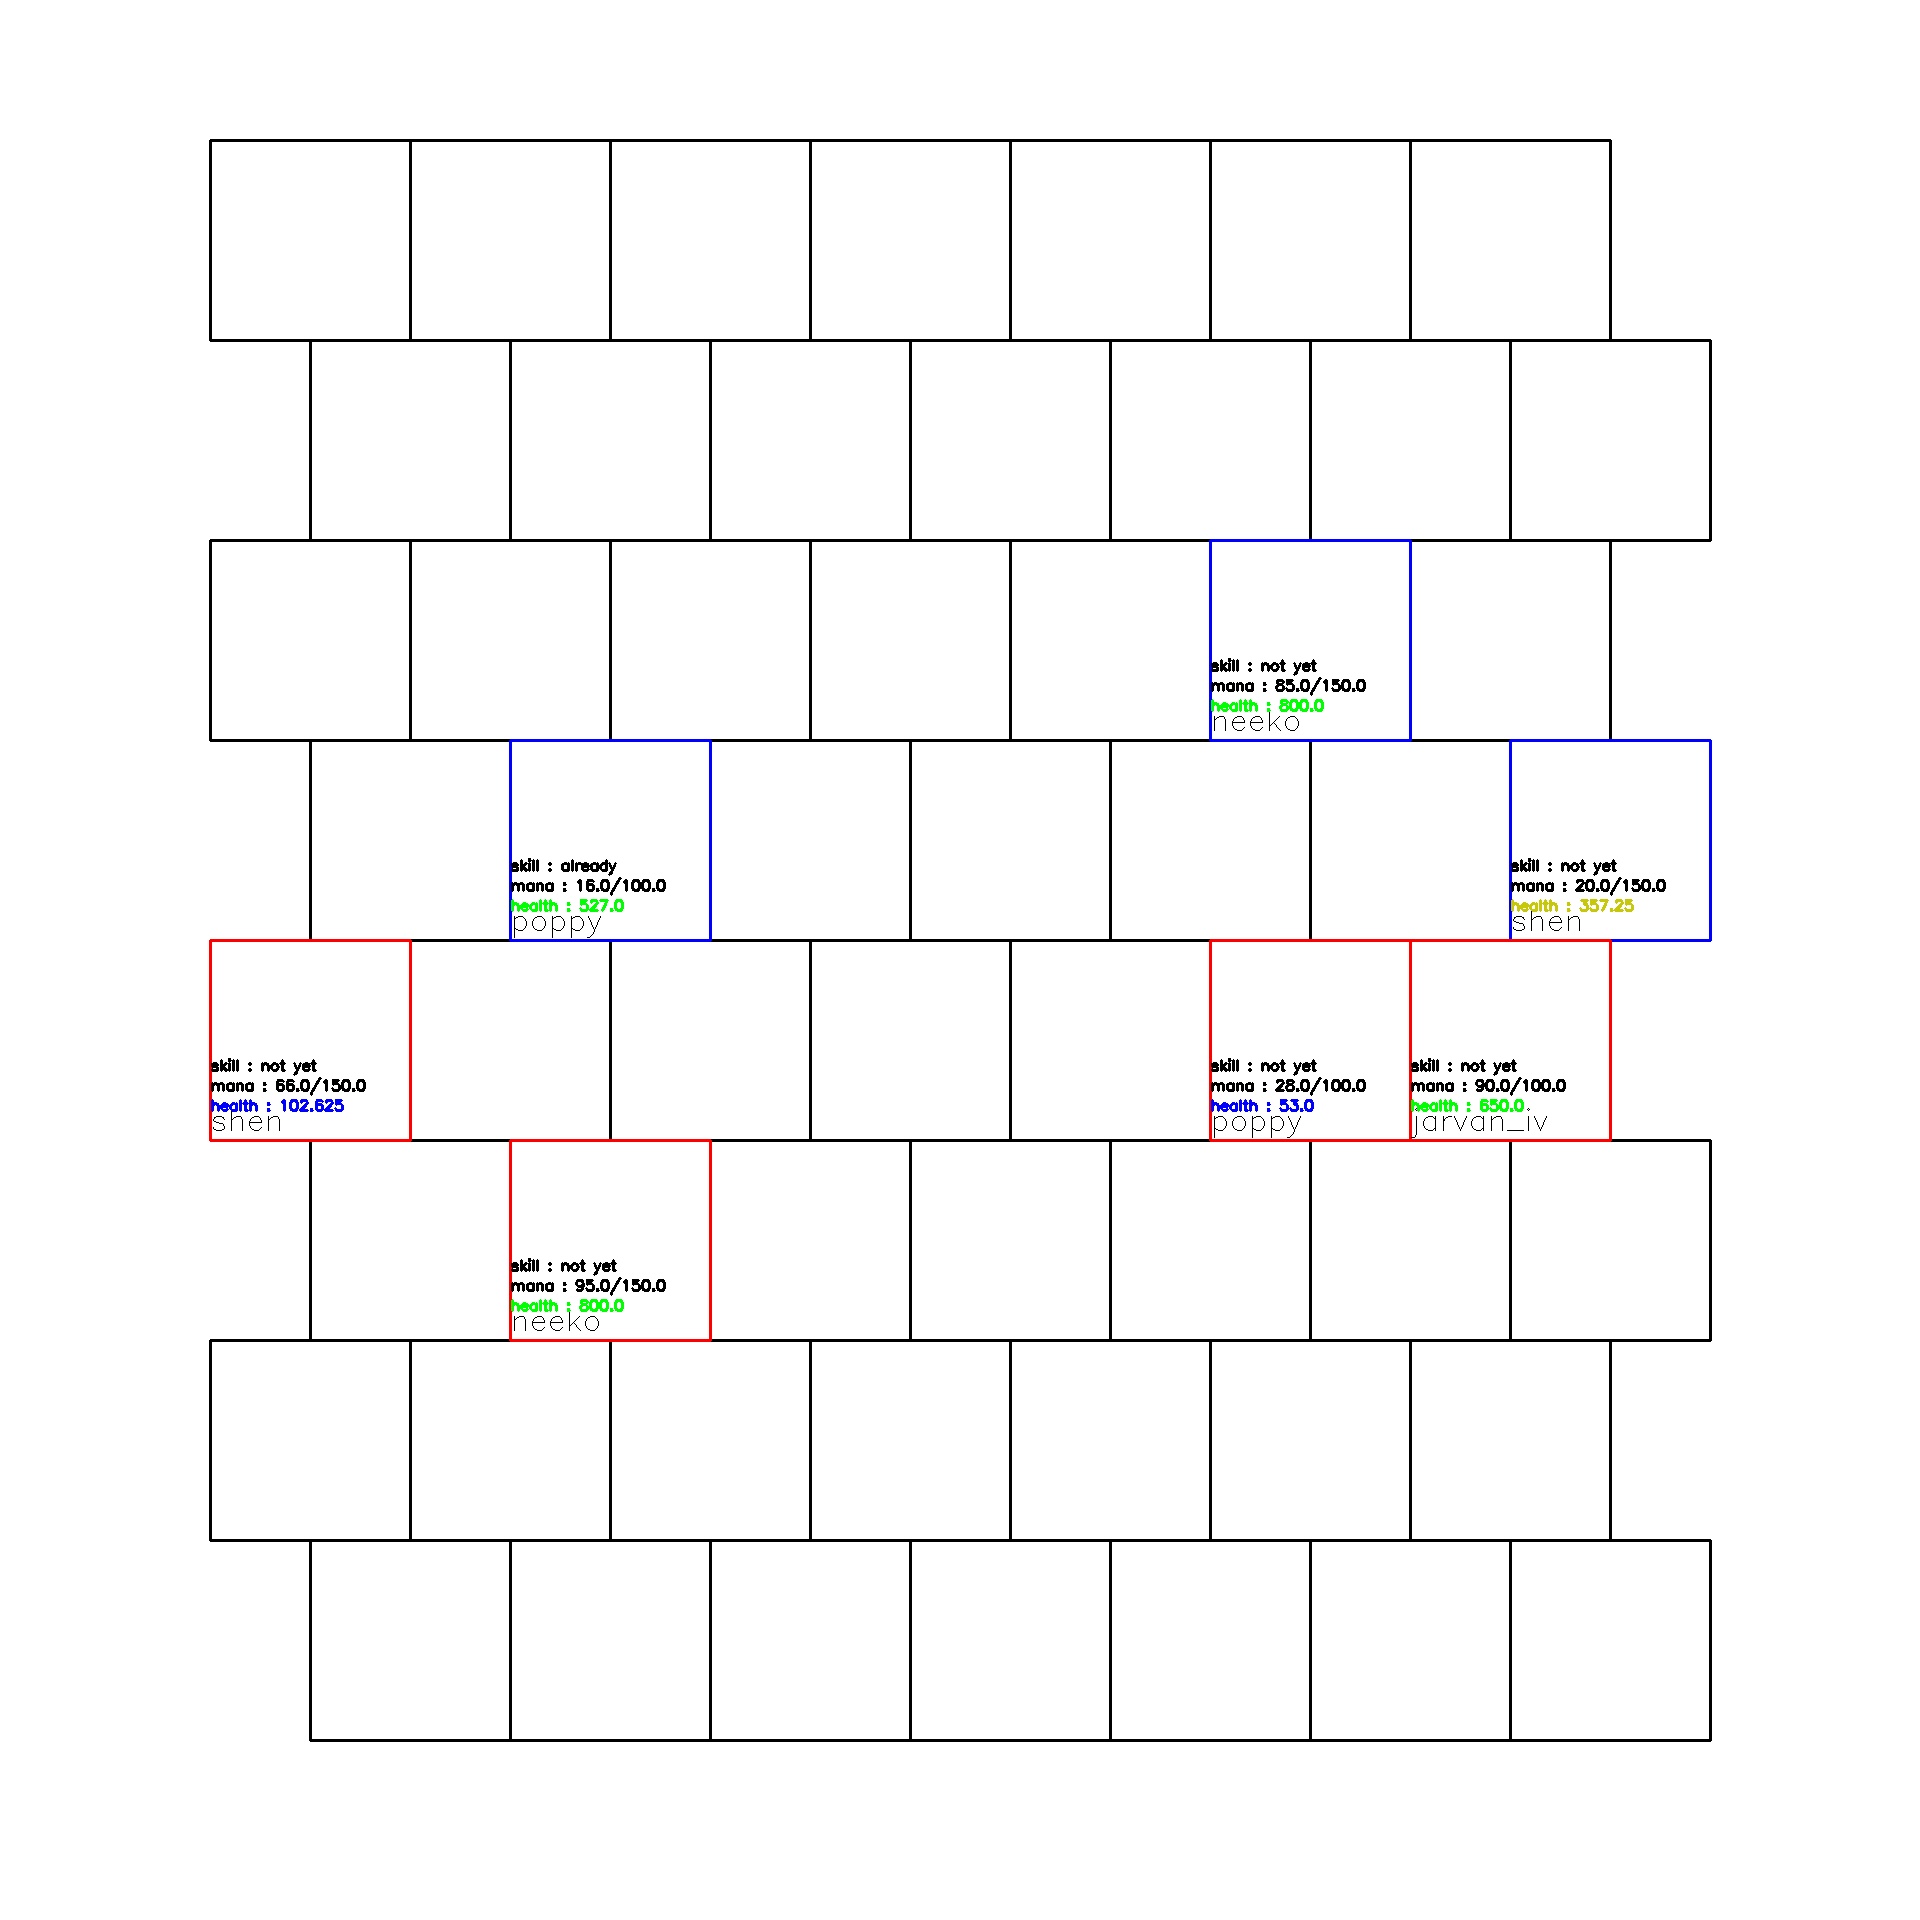 skill : not yet
mana : 85.0/150.0
health : 800.0
neeko
skill : already
mana : 16.0/100.0
health : 527.0
poppy
skill : not yet
mana : 20.0/150.0
health : 357.25
shen
skill : not yet
mana : 66.0/150.0
health : 102.625
shen
skill : not yet
mana : 28.0/100.0
health : 53.0
poppy
skill : not yet
mana : 90.0/100.0
health : 650.0
jarvan_iv
skill : not yet
mana : 95.0/150.0
health : 800.0
neeko